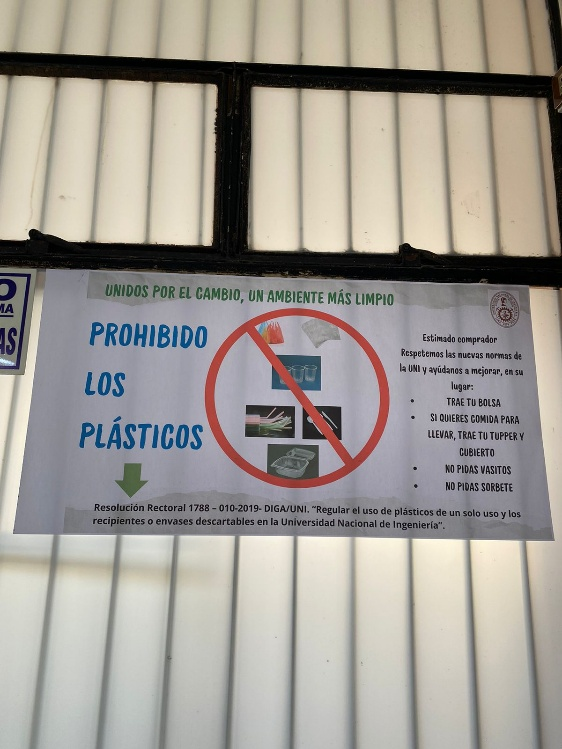 O
MA
AS
UNIDOS POR EL CAMBIO, UN AMBIENTE MÁS LIMPIO
PROHIBIDO
LOS
PLÁSTICOS
Estimado comprador
Respetemos las nuevas normas de
la UNI y ayúdanos a mejorar, en su
lugar:
• TRAE TU BOLSA
• SI QUIERES COMIDA PARA
LLEVAR, TRAE TU TUPPER Y
CUBIERTO
• NO PIDAS VASITOS
• NO PIDAS SORBETE
Resolución Rectoral 1788 – 010-2019- DIGA/UNI. “Regular el uso de plásticos de un solo uso y los
recipientes o envases descartables en la Universidad Nacional de Ingeniería”.